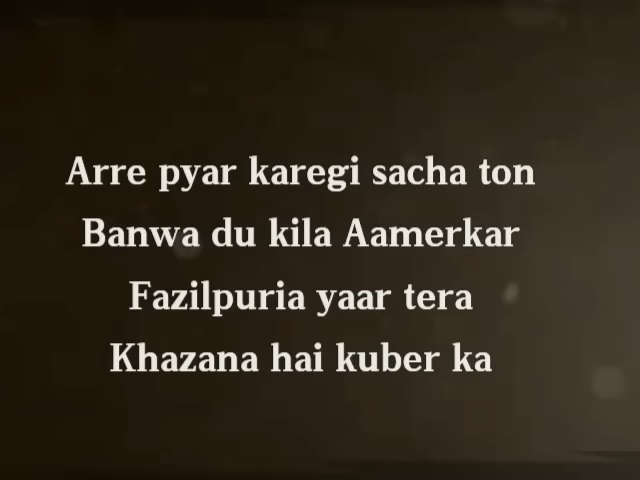 Arre pyar karegi sacha ton
Banwa du kila Aamerkar
Fazilpuria yaar tera
Khazana hai kuber ka